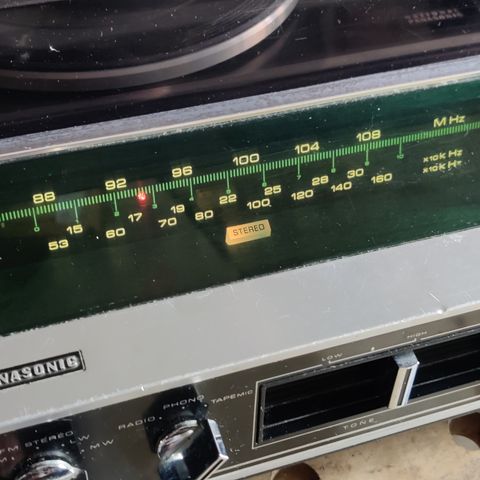 88 92 96 100 104 108 MHz
15 17 19 22 25 28 30 x10kHz
53 60 70 80 100 120 140 160 x10kHz
STEREO
NASONIC
LOW HIGH
FM STEREO LW MW RADIO PHONO TAPE MIC
TONE